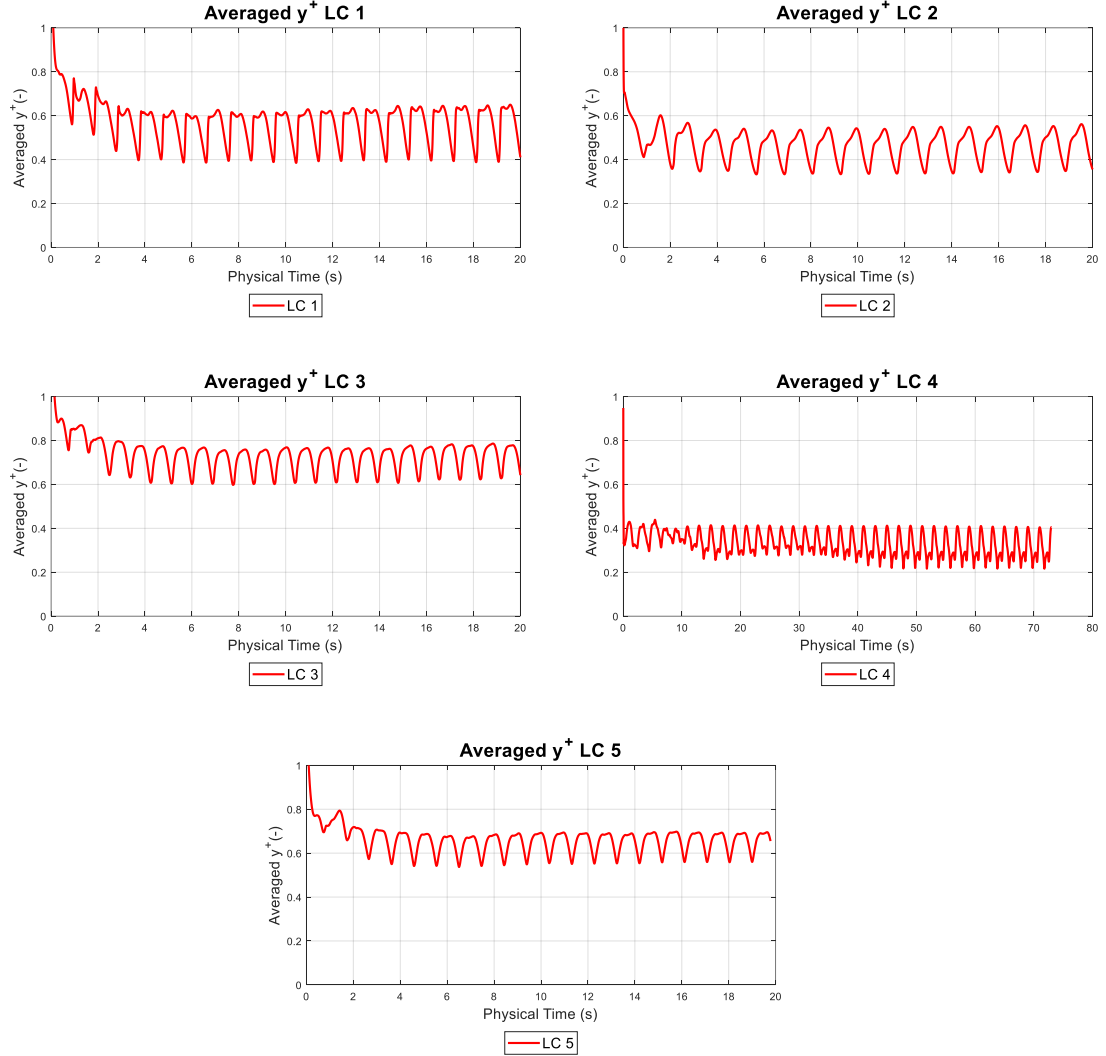 Averaged y+ LC 1
Averaged y+(-)
1
0.8
0.6
0.4
0.2
0
0 2 4 6 8 10 12 14 16 18 20
Physical Time (s)
LC 1
Averaged y+ LC 2
Averaged y+(-)
1
0.8
0.6
0.4
0.2
0
0 2 4 6 8 10 12 14 16 18 20
Physical Time (s)
LC 2
Averaged y+ LC 3
Averaged y+(-)
1
0.8
0.6
0.4
0.2
0
0 2 4 6 8 10 12 14 16 18 20
Physical Time (s)
LC 3
Averaged y+ LC 4
Averaged y+(-)
1
0.8
0.6
0.4
0.2
0
0 10 20 30 40 50 60 70 80
Physical Time (s)
LC 4
Averaged y+ LC 5
Averaged y+(-)
1
0.8
0.6
0.4
0.2
0
0 2 4 6 8 10 12 14 16 18 20
Physical Time (s)
LC 5